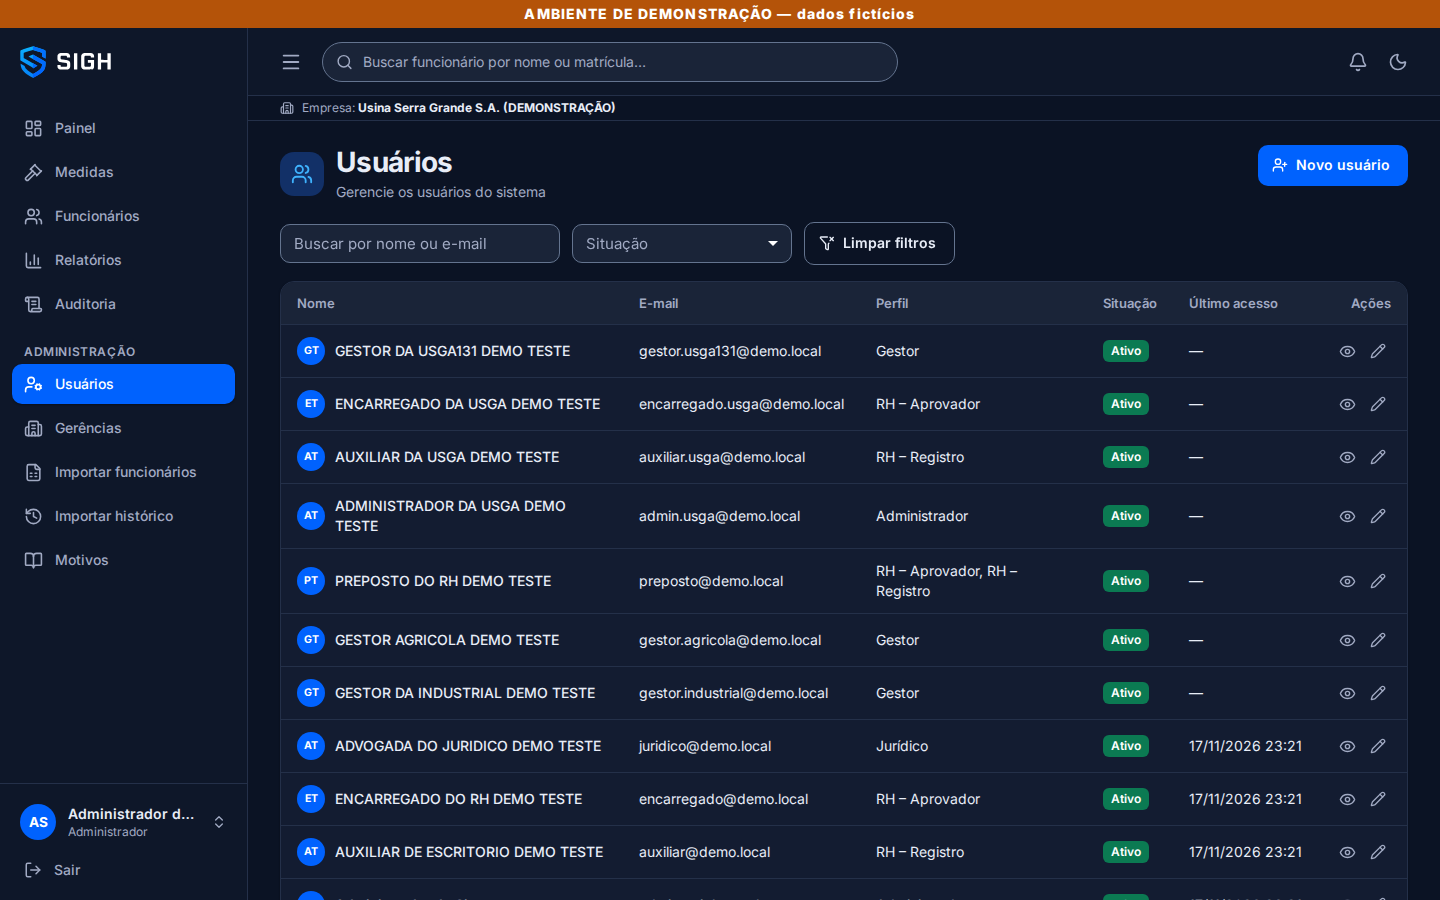 AMBIENTE DE DEMONSTRAÇÃO — dados fictícios
SIGH
Buscar funcionário por nome ou matrícula...
Empresa: Usina Serra Grande S.A. (DEMONSTRAÇÃO)
Painel
Medidas
Funcionários
Relatórios
Auditoria
ADMINISTRAÇÃO
Usuários
Gerências
Importar funcionários
Importar histórico
Motivos
AS
Administrador d...
Administrador
Sair
Usuários
Gerencie os usuários do sistema
Novo usuário
Buscar por nome ou e-mail
Situação
Limpar filtros
Nome E-mail Perfil Situação Último acesso Ações
GT GESTOR DA USGA131 DEMO TESTE gestor.usga131@demo.local Gestor Ativo —
ET ENCARREGADO DA USGA DEMO TESTE encarregado.usga@demo.local RH – Aprovador Ativo —
AT AUXILIAR DA USGA DEMO TESTE auxiliar.usga@demo.local RH – Registro Ativo —
AT ADMINISTRADOR DA USGA DEMO
TESTE admin.usga@demo.local Administrador Ativo —
PT PREPOSTO DO RH DEMO TESTE preposto@demo.local RH – Aprovador, RH –
Registro Ativo —
GT GESTOR AGRICOLA DEMO TESTE gestor.agricola@demo.local Gestor Ativo —
GT GESTOR DA INDUSTRIAL DEMO TESTE gestor.industrial@demo.local Gestor Ativo —
AT ADVOGADA DO JURIDICO DEMO TESTE juridico@demo.local Jurídico Ativo 17/11/2026 23:21
ET ENCARREGADO DO RH DEMO TESTE encarregado@demo.local RH – Aprovador Ativo 17/11/2026 23:21
AT AUXILIAR DE ESCRITORIO DEMO TESTE auxiliar@demo.local RH – Registro Ativo 17/11/2026 23:21